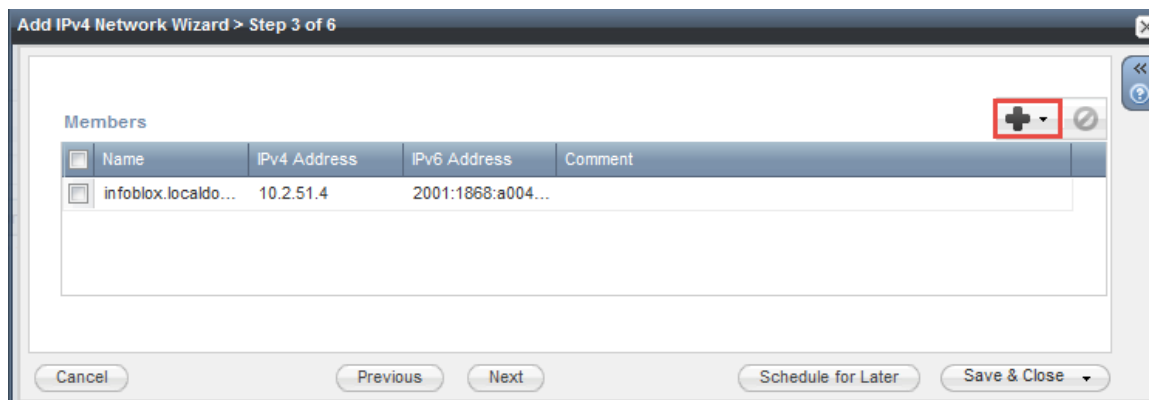 Add IPv4 Network Wizard > Step 3 of 6
Members
Name IPv4 Address IPv6 Address Comment
infoblox.localdo... 10.2.51.4 2001:1868:a004...
Cancel Previous Next Schedule for Later Save & Close